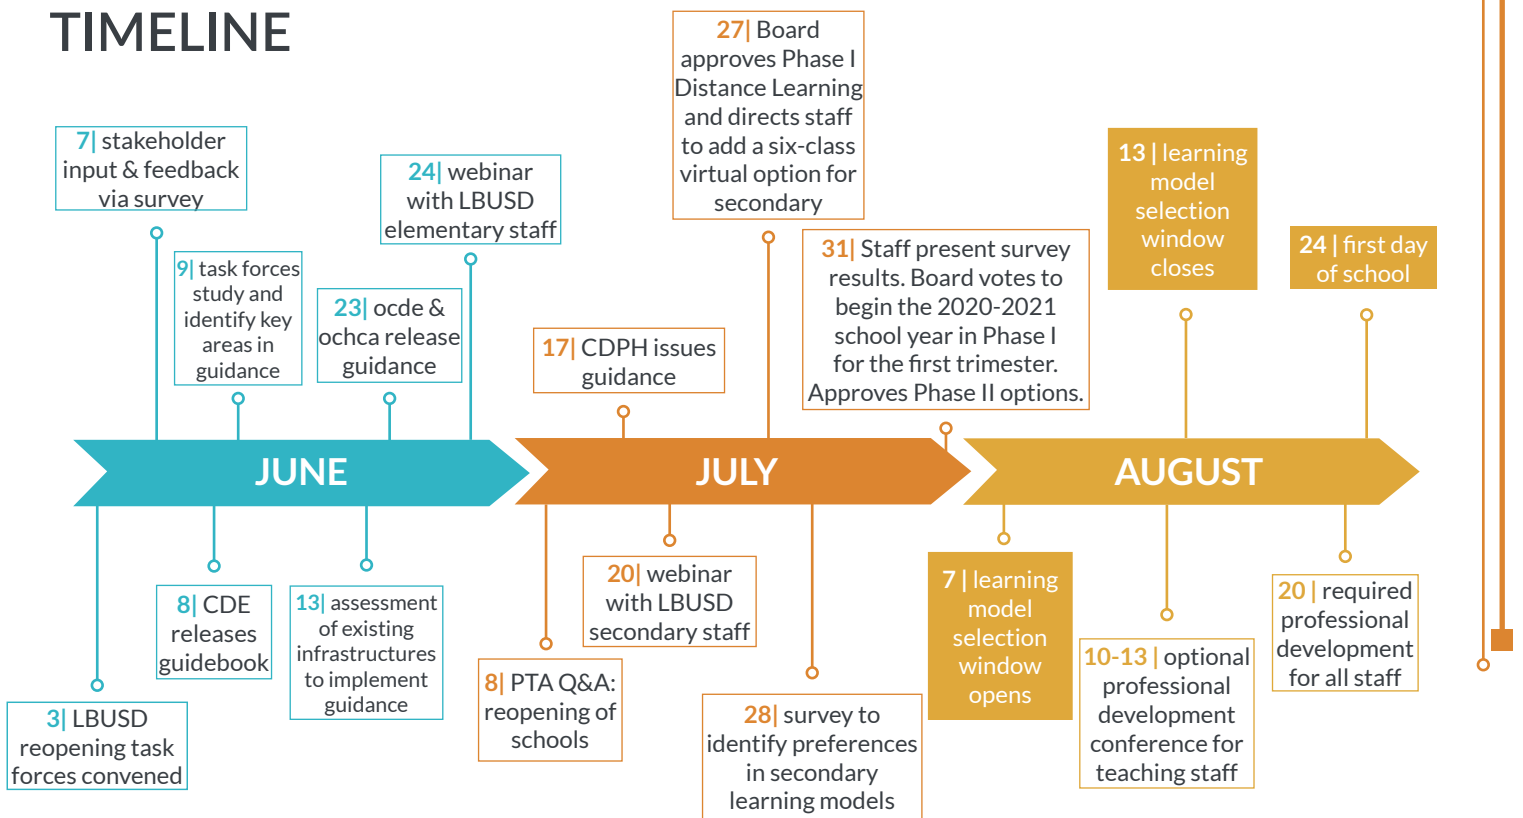 TIMELINE
7| stakeholder
input & feedback
via survey
9| task forces
study and
identify key
areas in
guidance
23| ocde &
ochca release
guidance
24| webinar
with LBUSD
elementary staff
17| CDPH issues
guidance
27| Board
approves Phase I
Distance Learning
and directs staff
to add a six-class
virtual option for
secondary
31| Staff present survey
results. Board votes to
begin the 2020-2021
school year in Phase I
for the first trimester.
Approves Phase II options.
13 | learning
model
selection
window
closes
24 | first day
of school
JUNE
JULY
AUGUST
3| LBUSD
reopening task
forces convened
8| CDE
releases
guidebook
13| assessment
of existing
infrastructures
to implement
guidance
8| PTA Q&A:
reopening of
schools
20| webinar
with LBUSD
secondary staff
28| survey to
identify preferences
in secondary
learning models
7 | learning
model
selection
window
opens
10-13 | optional
professional
development
conference for
teaching staff
20 | required
professional
development
for all staff